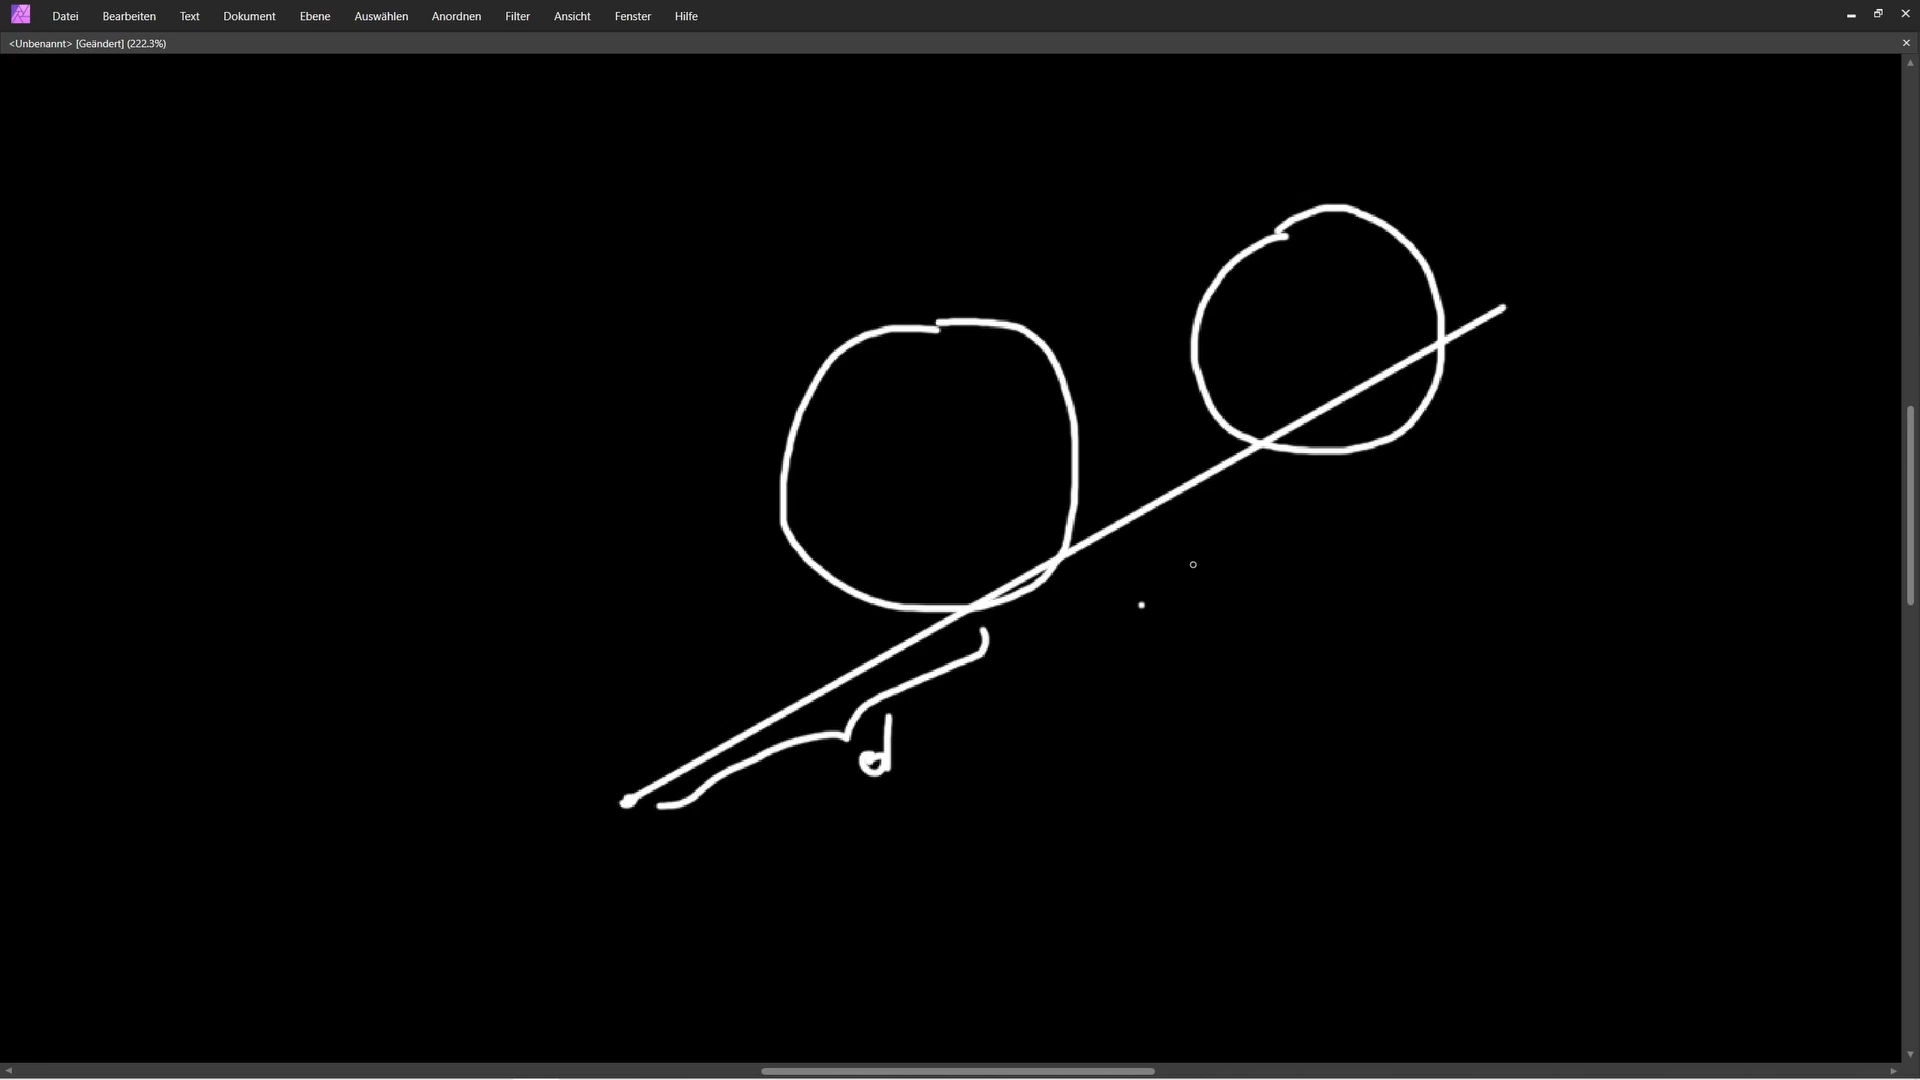 Datei Bearbeiten Text Dokument Ebene Auswählen Anordnen Filter Ansicht Fenster Hilfe
<Unbenannt> [Geändert] (222.3%)
d